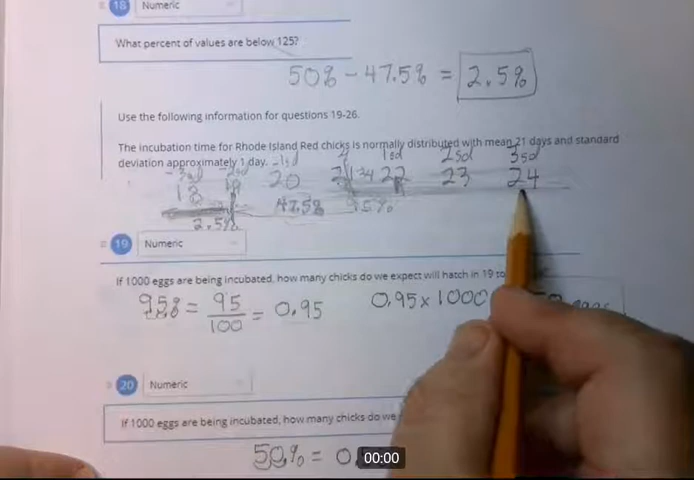 18 Numeric
What percent of values are below 125?
50% - 47.5% = 2.5%
Use the following information for questions 19-26.
The incubation time for Rhode Island Red chicks is normally distributed with mean 21 days and standard
deviation approximately 1 day. -1sd 1sd 2sd 3sd
18 19 20 21 34 22 23 24
47.5% 95%
2.5%
19 Numeric
If 1000 eggs are being incubated, how many chicks do we expect will hatch in 19 to
95% = 95/100 = 0.95 0.95 x 1000
20 Numeric
If 1000 eggs are being incubated, how many chicks do we
50% = 0.
00:00